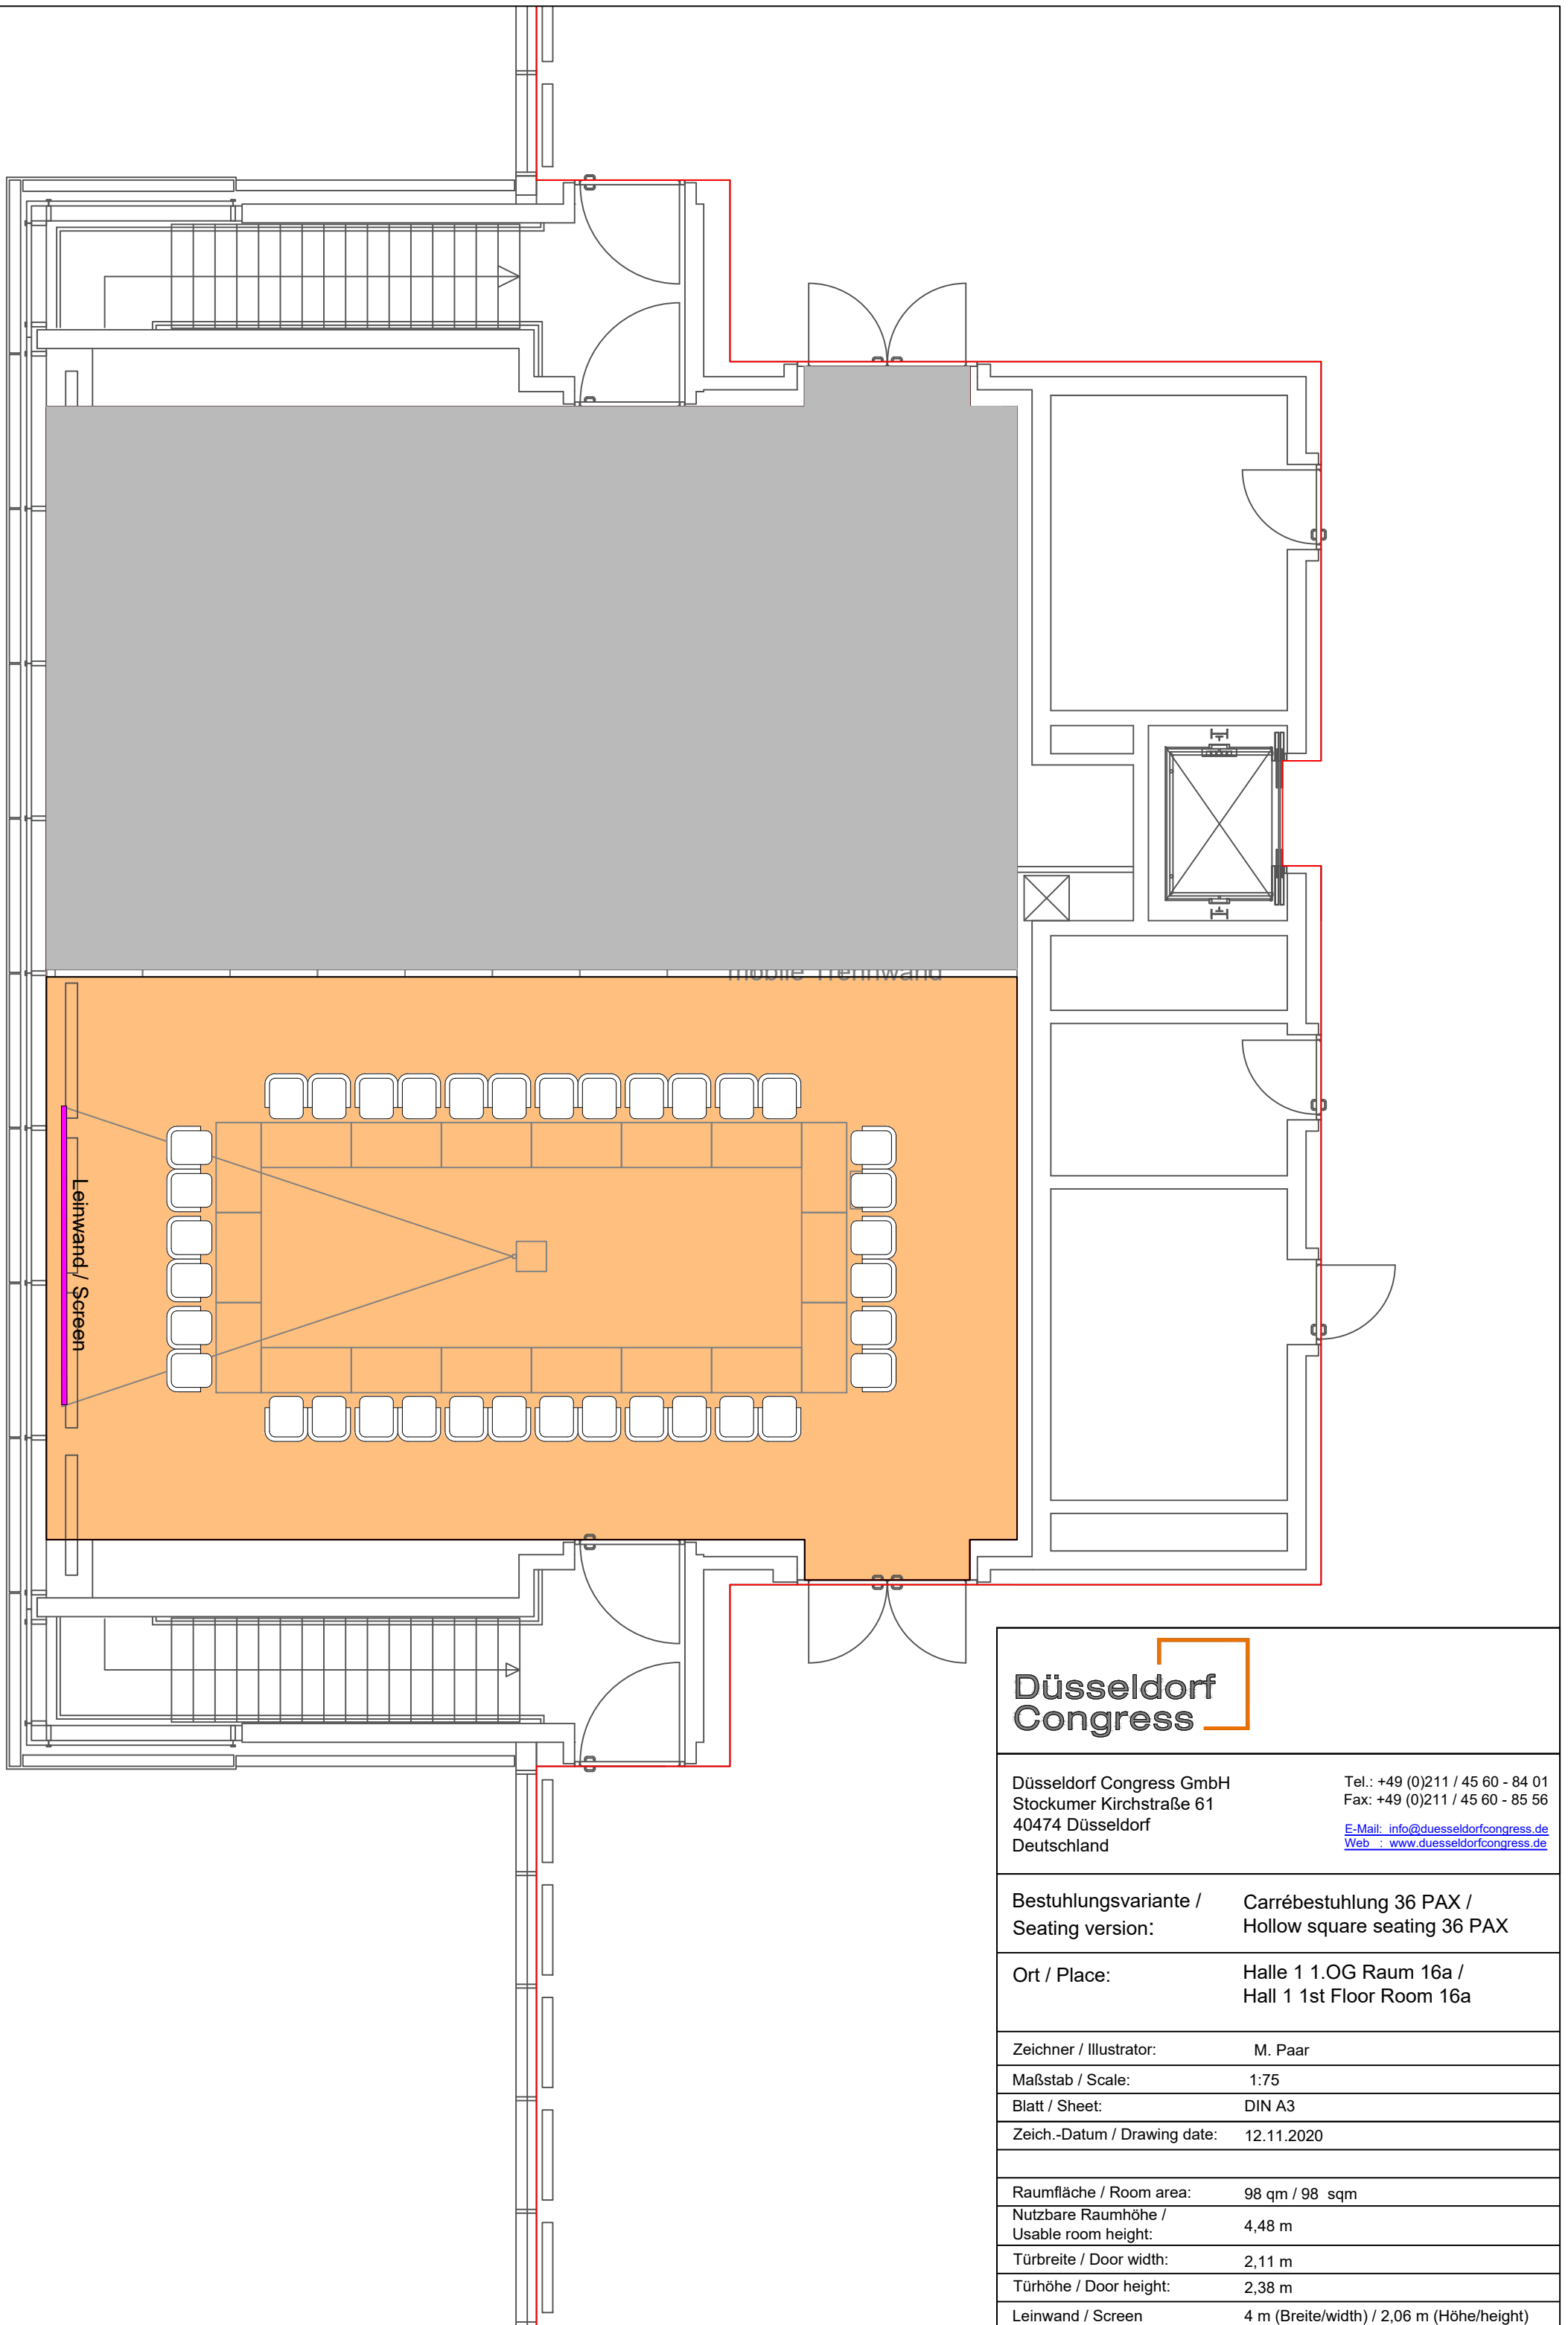 mobile Trennwand
Leinwand / Screen
Düsseldorf
Congress
Düsseldorf Congress GmbH
Stockumer Kirchstraße 61
40474 Düsseldorf
Deutschland
Tel.: +49 (0)211 / 45 60 - 84 01
Fax: +49 (0)211 / 45 60 - 85 56
E-Mail: info@duesseldorfcongress.de
Web : www.duesseldorfcongress.de
Bestuhlungsvariante / Carrébestuhlung 36 PAX /
Seating version: Hollow square seating 36 PAX
Ort / Place: Halle 1 1.OG Raum 16a /
Hall 1 1st Floor Room 16a
Zeichner / Illustrator: M. Paar
Maßstab / Scale: 1:75
Blatt / Sheet: DIN A3
Zeich.-Datum / Drawing date: 12.11.2020
Raumfläche / Room area: 98 qm / 98 sqm
Nutzbare Raumhöhe /
Usable room height: 4,48 m
Türbreite / Door width: 2,11 m
Türhöhe / Door height: 2,38 m
Leinwand / Screen 4 m (Breite/width) / 2,06 m (Höhe/height)